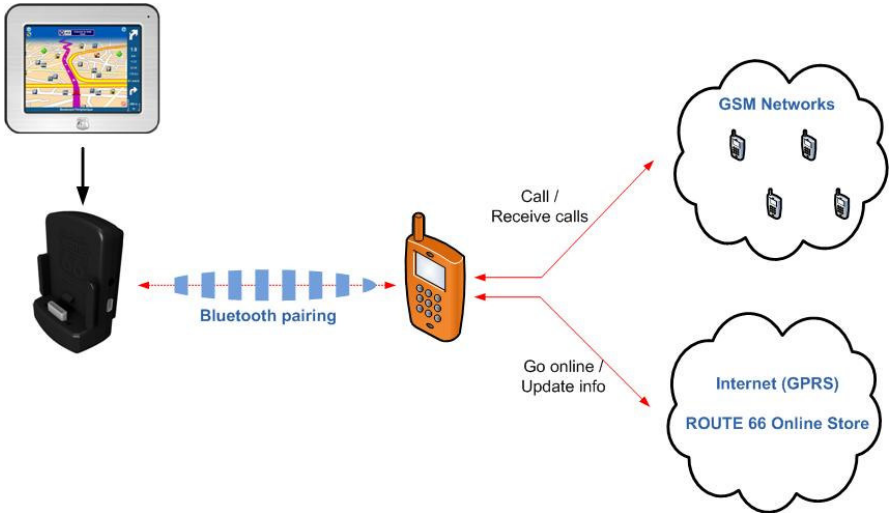 GSM Networks
Call /
Receive calls
Bluetooth pairing
Go online /
Update info
Internet (GPRS)
ROUTE 66 Online Store